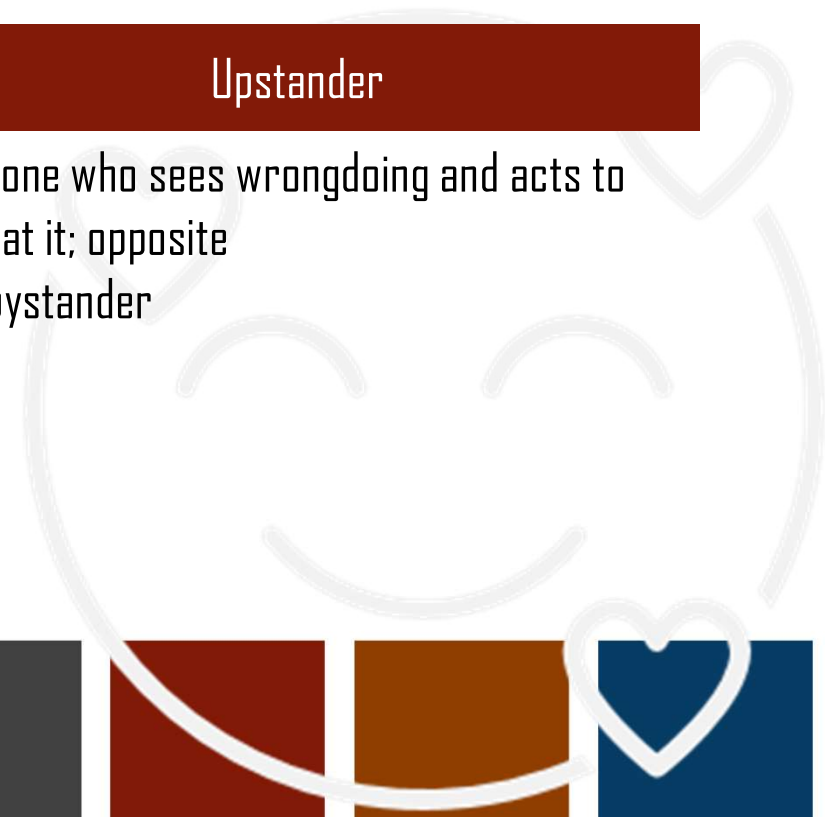 Upstander
one who sees wrongdoing and acts to
at it; opposite
ystander